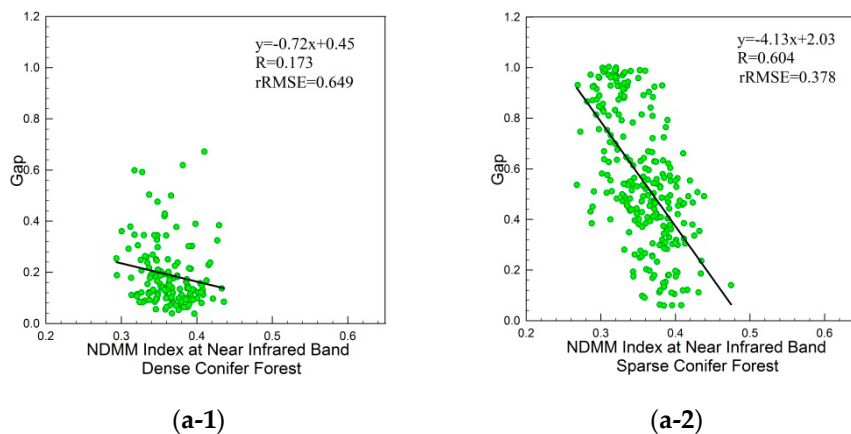 1.2
1.0
0.8
0.6
0.4
0.2
0.0
Gap
y=-0.72x+0.45
R=0.173
rRMSE=0.649
0.2 0.3 0.4 0.5 0.6
NDMM Index at Near Infrared Band
Dense Conifer Forest
(a-1)
1.2
1.0
0.8
0.6
0.4
0.2
0.0
Gap
y=-4.13x+2.03
R=0.604
rRMSE=0.378
0.2 0.3 0.4 0.5 0.6
NDMM Index at Near Infrared Band
Sparse Conifer Forest
(a-2)